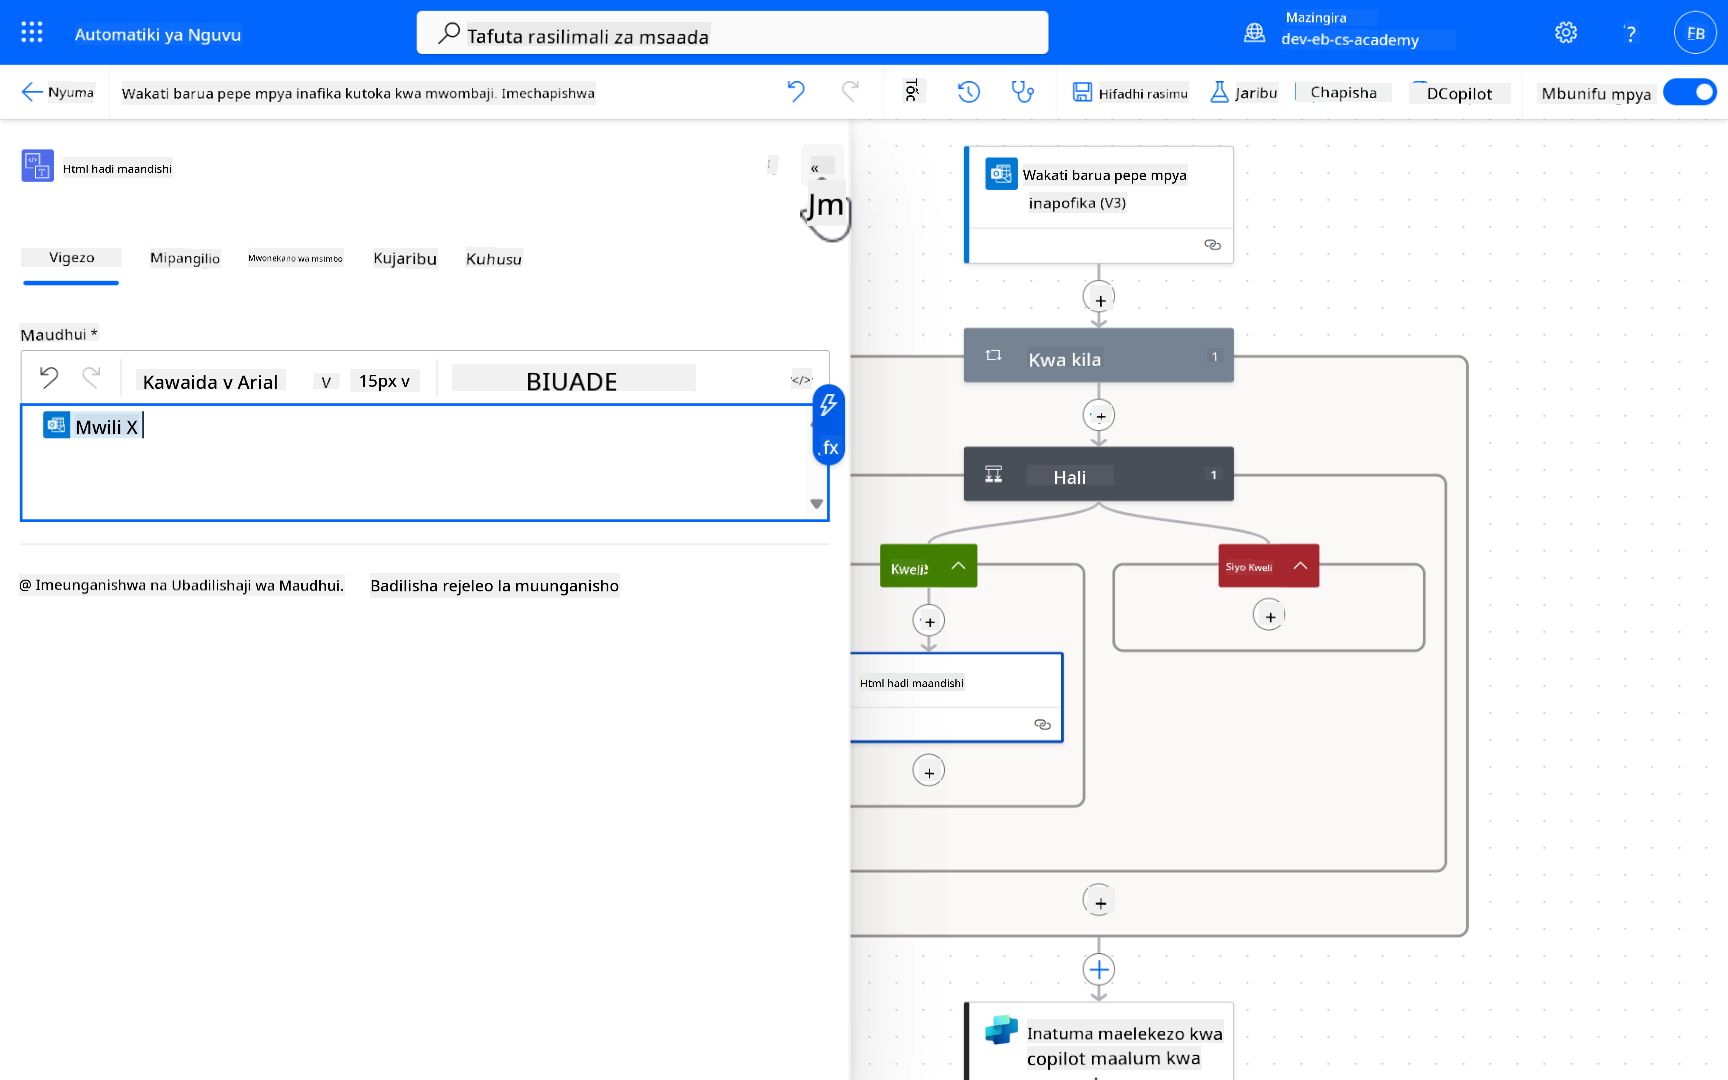 Automatiki ya Nguvu
Tafuta rasilimali za msaada
Mazingira
dev-eb-cs-academy
?
FB
Nyuma
Wakati barua pepe mpya inafika kutoka kwa mwombaji. Imechapishwa
Hifadhi rasimu
Jaribu
Chapisha
DCopilot
Mbunifu mpya
Html hadi maandishi
«
Jm
Vigezo
Mipangilio
Mwonekano wa msimbo
Kujaribu
Kuhusu
Maudhui *
Kawaida v Arial
v
15px v
BIUADE
</>
Mwili X
fx
@ Imeunganishwa na Ubadilishaji wa Maudhui.
Badilisha rejeleo la muunganisho
Wakati barua pepe mpya
inapofika (V3)
+
Kwa kila
1
+
Hali
1
Kweli
Siyo Kweli
+
+
Html hadi maandishi
+
+
Inatuma maelekezo kwa
copilot maalum kwa